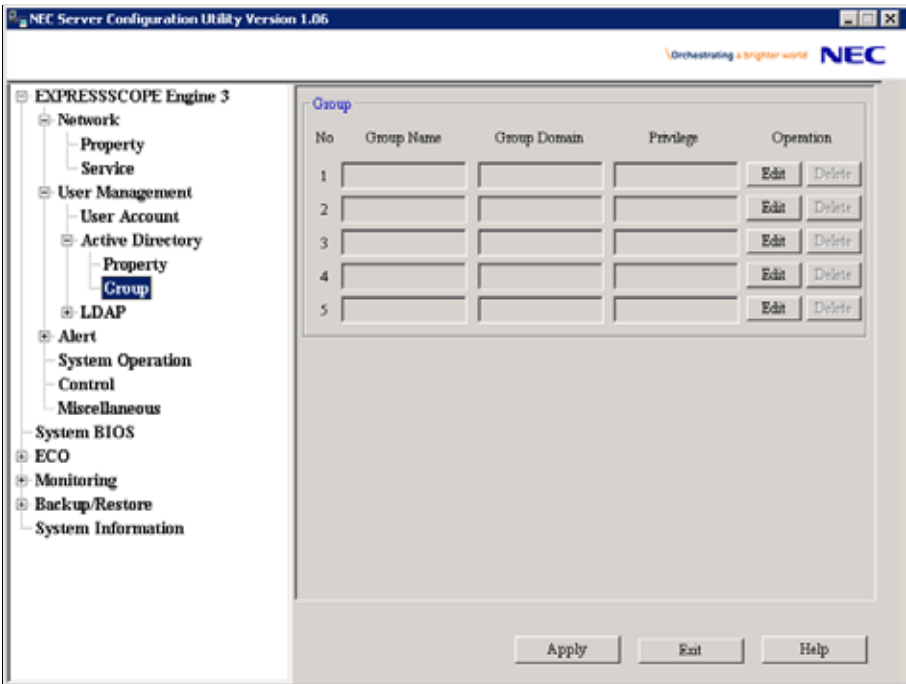 NEC Server Configuration Utility Version 1.06
\Orchestrating a brighter world NEC
EXPRESSSCOPE Engine 3
Network
Property
Service
User Management
User Account
Active Directory
Property
Group
LDAP
Alert
System Operation
Control
Miscellaneous
System BIOS
ECO
Monitoring
Backup/Restore
System Information
Group
No Group Name Group Domain Privilege Operation
1 Edit Delete
2 Edit Delete
3 Edit Delete
4 Edit Delete
5 Edit Delete
Apply Exit Help